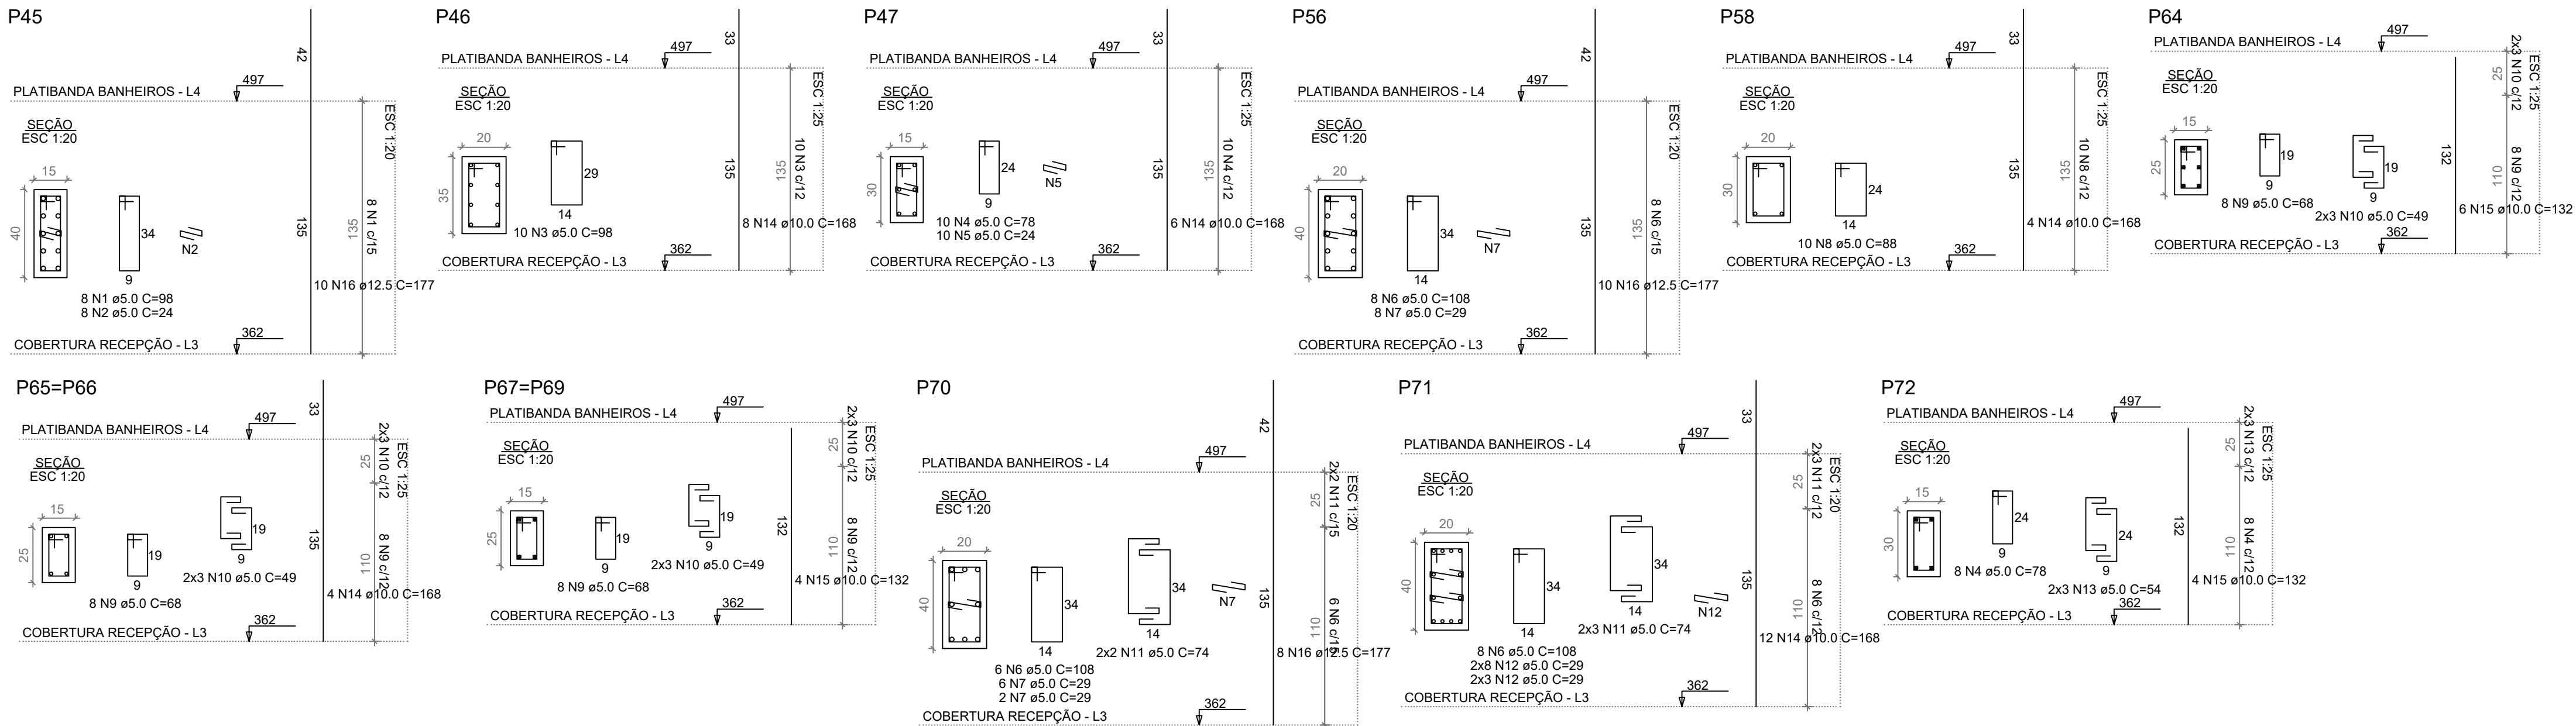 P45
42
497
PLATIBANDA BANHEIROS - L4
SEÇÃO
ESC 1:20
15
40
34
9
N2
8 N1 ø5.0 C=98
8 N2 ø5.0 C=24
135
135
8 N1 c/15
ESC 1:20
10 N16 ø12.5 C=177
362
COBERTURA RECEPÇÃO - L3
P46
33
497
PLATIBANDA BANHEIROS - L4
SEÇÃO
ESC 1:20
20
35
29
14
10 N3 ø5.0 C=98
135
135
10 N3 c/12
ESC 1:25
8 N14 ø10.0 C=168
362
COBERTURA RECEPÇÃO - L3
P47
33
497
PLATIBANDA BANHEIROS - L4
SEÇÃO
ESC 1:20
15
30
24
9
N5
10 N4 ø5.0 C=78
10 N5 ø5.0 C=24
135
135
10 N4 c/12
ESC 1:25
6 N14 ø10.0 C=168
362
COBERTURA RECEPÇÃO - L3
P56
42
497
PLATIBANDA BANHEIROS - L4
SEÇÃO
ESC 1:20
20
40
34
14
N7
8 N6 ø5.0 C=108
8 N7 ø5.0 C=29
135
135
8 N6 c/15
ESC 1:20
10 N16 ø12.5 C=177
362
COBERTURA RECEPÇÃO - L3
P58
33
497
PLATIBANDA BANHEIROS - L4
SEÇÃO
ESC 1:20
20
30
24
14
10 N8 ø5.0 C=88
135
135
10 N8 c/12
ESC 1:25
4 N14 ø10.0 C=168
362
COBERTURA RECEPÇÃO - L3
P64
497
PLATIBANDA BANHEIROS - L4
SEÇÃO
ESC 1:20
15
25
19
9
8 N9 ø5.0 C=68
19
9
2x3 N10 ø5.0 C=49
132
25
2x3 N10 c/12
110
8 N9 c/12
ESC 1:25
6 N15 ø10.0 C=132
362
COBERTURA RECEPÇÃO - L3
P65=P66
33
497
PLATIBANDA BANHEIROS - L4
SEÇÃO
ESC 1:20
15
25
19
9
8 N9 ø5.0 C=68
19
9
2x3 N10 ø5.0 C=49
135
25
2x3 N10 c/12
110
8 N9 c/12
ESC 1:25
4 N14 ø10.0 C=168
362
COBERTURA RECEPÇÃO - L3
P67=P69
497
PLATIBANDA BANHEIROS - L4
SEÇÃO
ESC 1:20
15
25
19
9
8 N9 ø5.0 C=68
19
9
2x3 N10 ø5.0 C=49
132
25
2x3 N10 c/12
110
8 N9 c/12
ESC 1:25
4 N15 ø10.0 C=132
362
COBERTURA RECEPÇÃO - L3
P70
42
497
PLATIBANDA BANHEIROS - L4
SEÇÃO
ESC 1:20
20
40
34
14
34
14
2x2 N11 ø5.0 C=74
N7
6 N6 ø5.0 C=108
6 N7 ø5.0 C=29
2 N7 ø5.0 C=29
135
25
2x2 N11 c/15
110
6 N6 c/15
ESC 1:20
8 N16 ø12.5 C=177
362
COBERTURA RECEPÇÃO - L3
P71
33
497
PLATIBANDA BANHEIROS - L4
SEÇÃO
ESC 1:20
20
40
34
14
34
14
2x3 N11 ø5.0 C=74
N12
8 N6 ø5.0 C=108
2x8 N12 ø5.0 C=29
2x3 N12 ø5.0 C=29
135
25
2x3 N11 c/12
110
8 N6 c/12
ESC 1:20
12 N14 ø10.0 C=168
362
COBERTURA RECEPÇÃO - L3
P72
497
PLATIBANDA BANHEIROS - L4
SEÇÃO
ESC 1:20
15
30
24
9
8 N4 ø5.0 C=78
24
9
2x3 N13 ø5.0 C=54
132
25
2x3 N13 c/12
110
8 N4 c/12
ESC 1:25
4 N15 ø10.0 C=132
362
COBERTURA RECEPÇÃO - L3